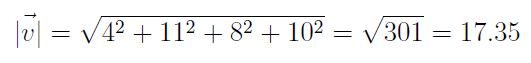 |v⃗| = √4² + 11² + 8² + 10² = √301 = 17.35